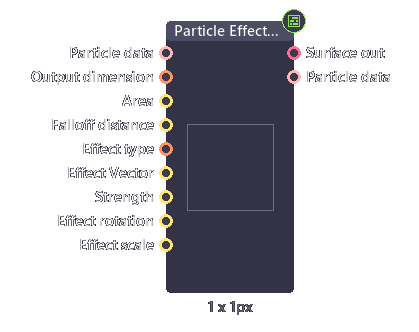 Particle Effect...
Particle data
Output dimension
Area
Falloff distance
Effect type
Effect Vector
Strength
Effect rotation
Effect scale
Surface out
Particle data
1 x 1px